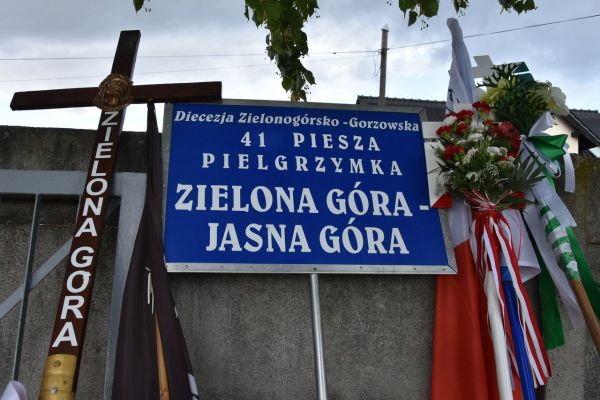 Diecezja Zielonogórsko -Gorzowska
41 PIESZA
PIELGRZYMKA
ZIELONA GÓRA -
JASNA GÓRA
ZIELONA GÓRA